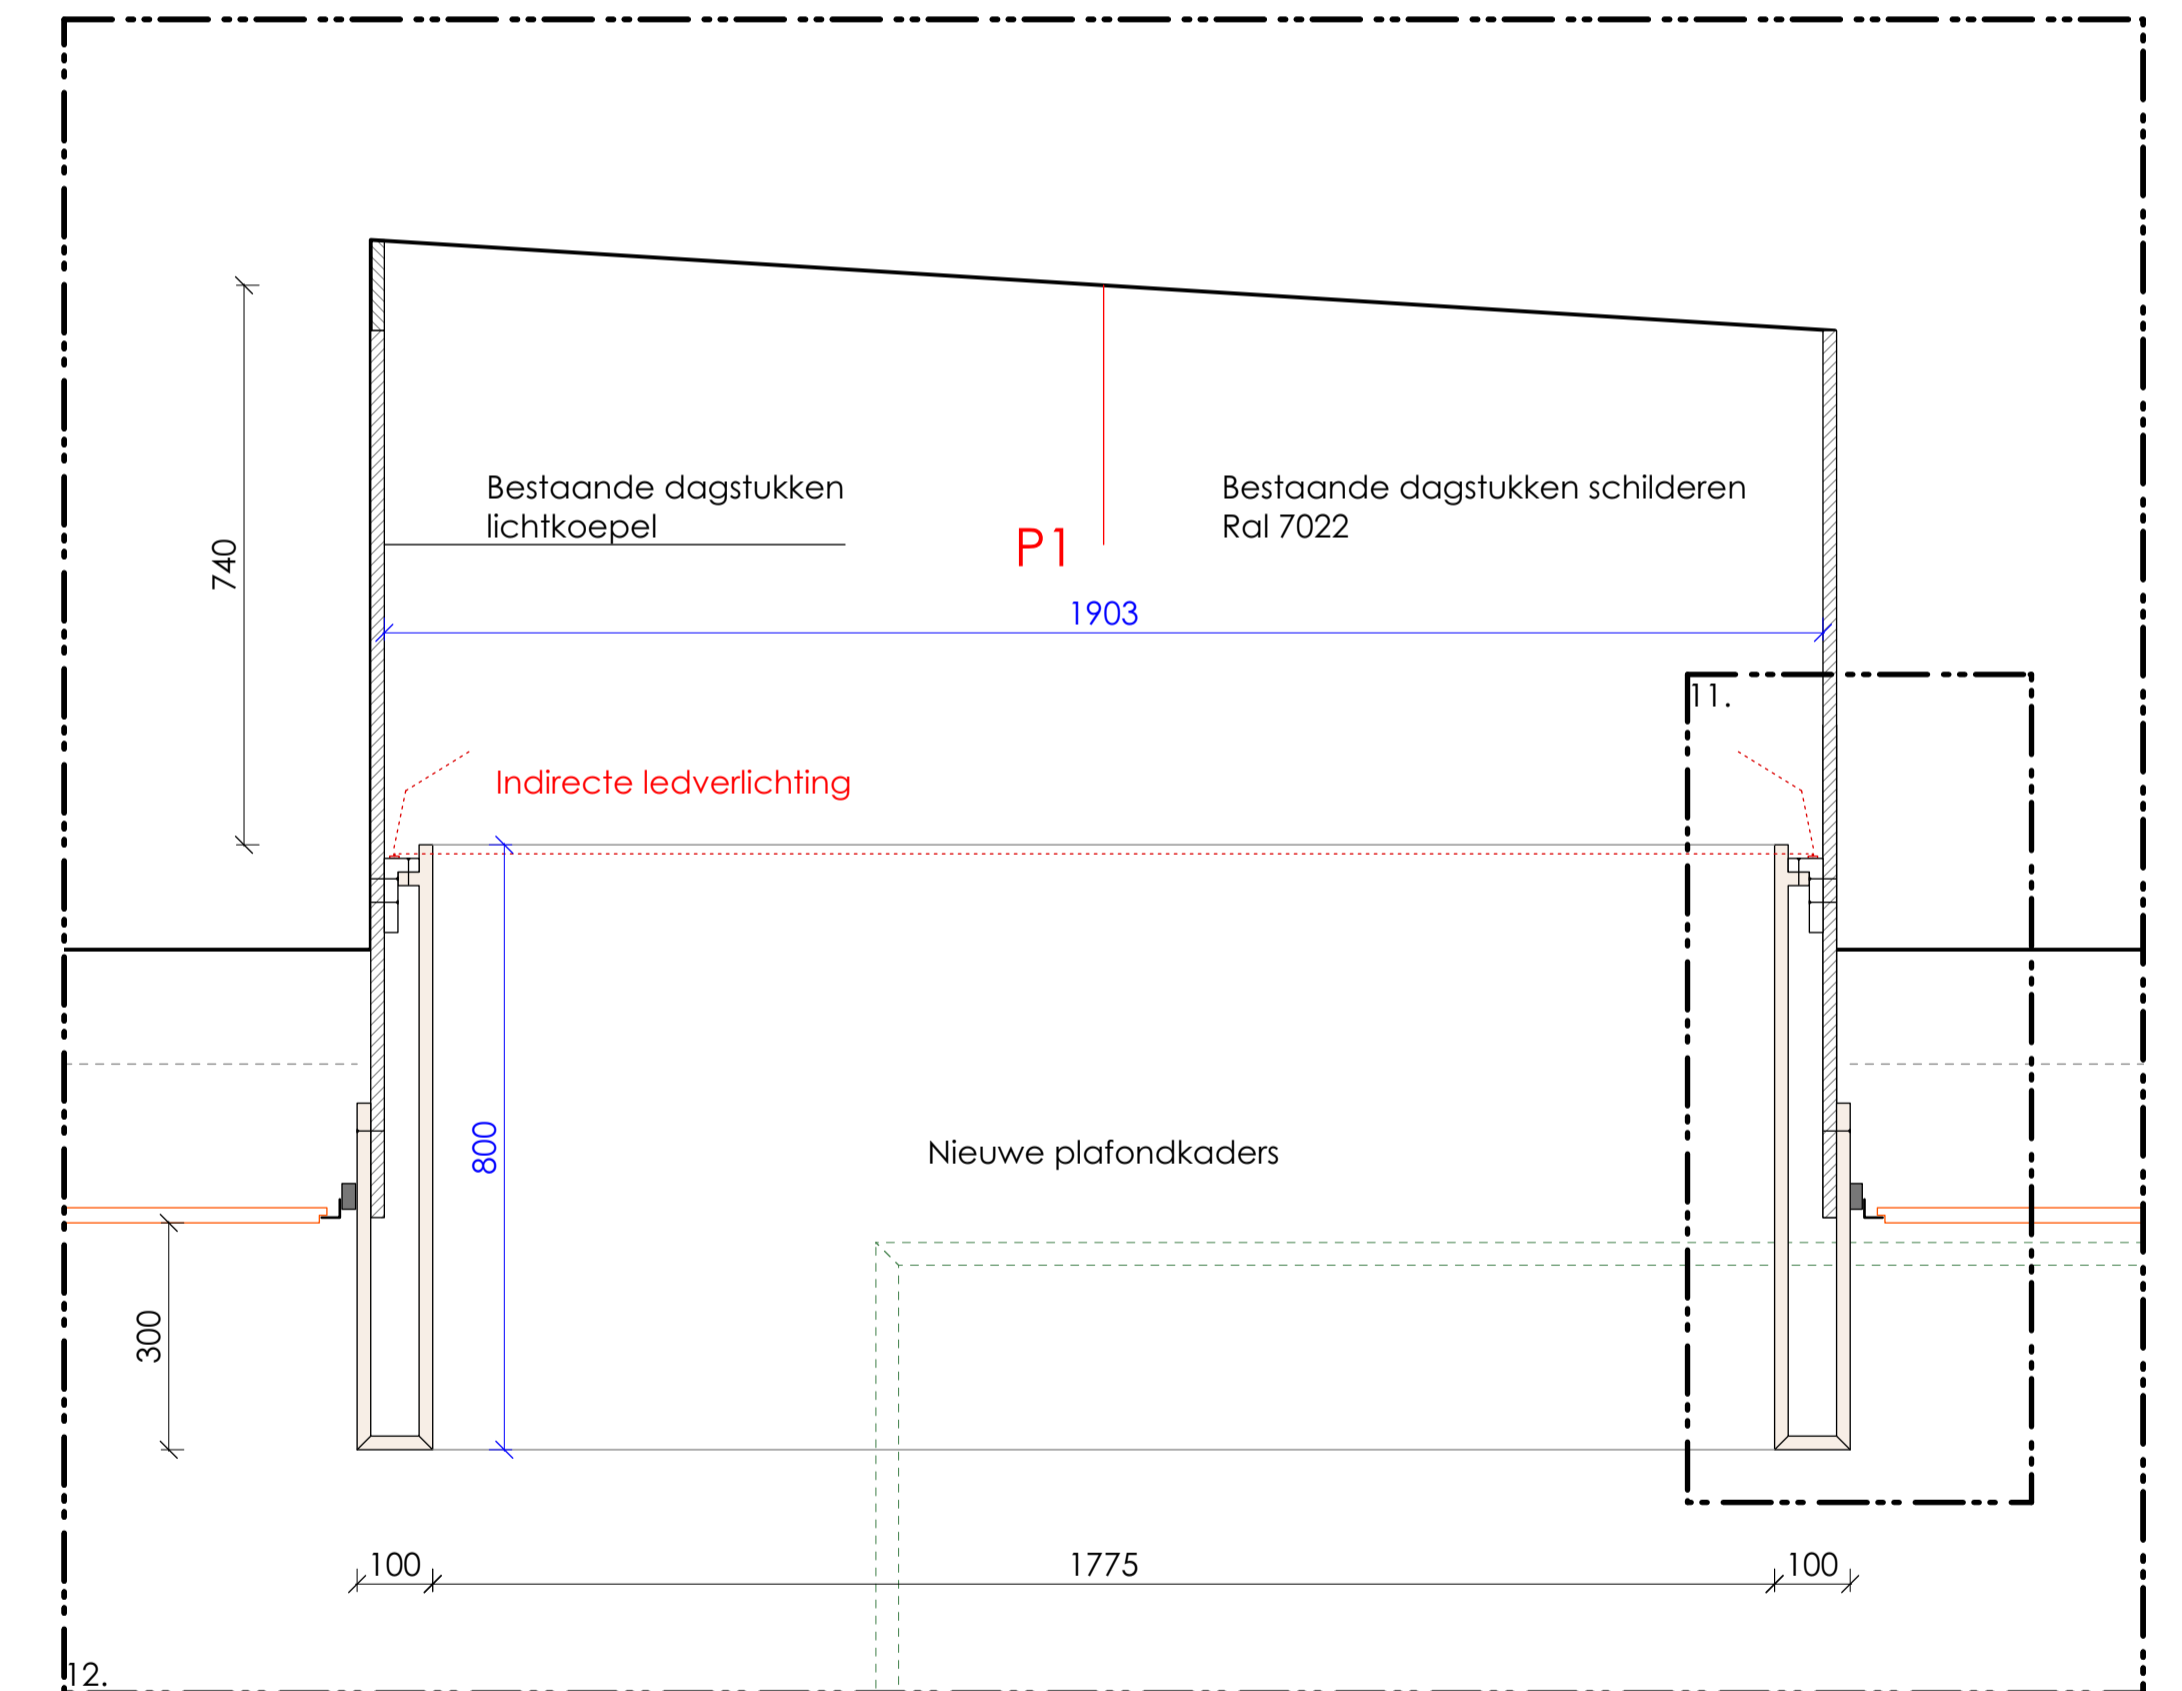 Bestaande dagstukken
lichtkoepel
Bestaande dagstukken schilderen
Ral 7022
P1
740
1903
11.
Indirecte ledverlichting
800
Nieuwe plafondkaders
300
100
1775
100
12.